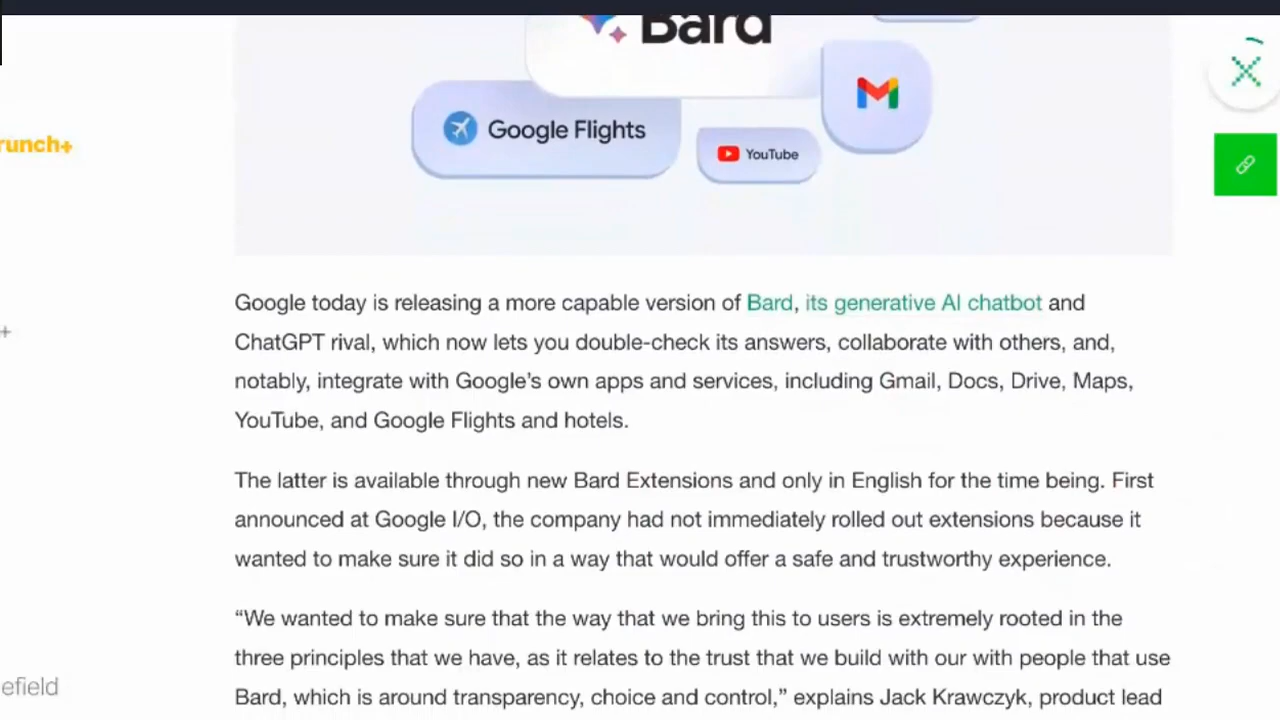 Bard
Google Flights
YouTube
runch+
Google today is releasing a more capable version of Bard, its generative AI chatbot and
ChatGPT rival, which now lets you double-check its answers, collaborate with others, and,
notably, integrate with Google’s own apps and services, including Gmail, Docs, Drive, Maps,
YouTube, and Google Flights and hotels.
+
The latter is available through new Bard Extensions and only in English for the time being. First
announced at Google I/O, the company had not immediately rolled out extensions because it
wanted to make sure it did so in a way that would offer a safe and trustworthy experience.
“We wanted to make sure that the way that we bring this to users is extremely rooted in the
three principles that we have, as it relates to the trust that we build with our with people that use
Bard, which is around transparency, choice and control,” explains Jack Krawczyk, product lead
efield